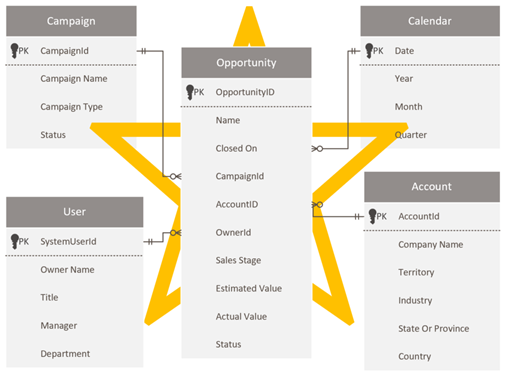 Campaign
PK CampaignId
Campaign Name
Campaign Type
Status
Opportunity
PK OpportunityID
Name
Closed On
CampaignId
AccountID
OwnerId
Sales Stage
Estimated Value
Actual Value
Status
Calendar
PK Date
Year
Month
Quarter
User
PK SystemUserId
Owner Name
Title
Manager
Department
Account
PK AccountId
Company Name
Territory
Industry
State Or Province
Country